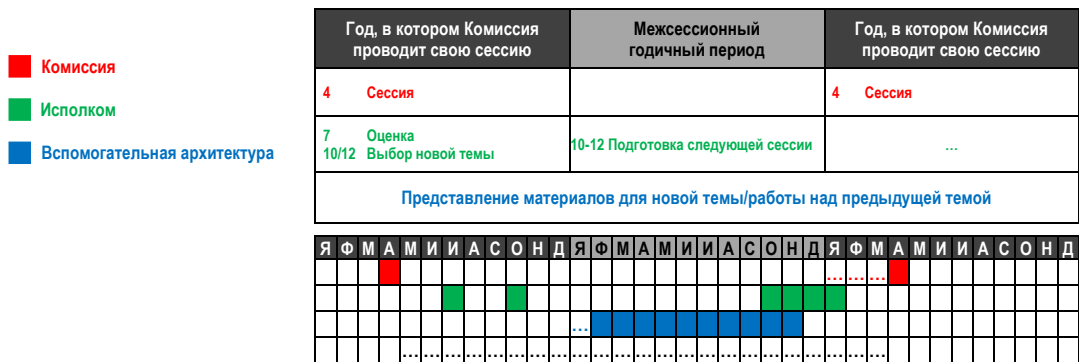 Комиссия
Исполком
Вспомогательная архитектура
Год, в котором Комиссия
проводит свою сессию
Межсессионный
годичный период
Год, в котором Комиссия
проводит свою сессию
4 Сессия
4 Сессия
7 Оценка
10/12 Выбор новой темы
10-12 Подготовка следующей сессии
…
Представление материалов для новой темы/работы над предыдущей темой
Я Ф М А М И И А С О Н Д Я Ф М А М И И А С О Н Д Я Ф М А М И И А С О Н Д
… … …
…
… … … … … … … … … … … … … … … … … … … … … … …